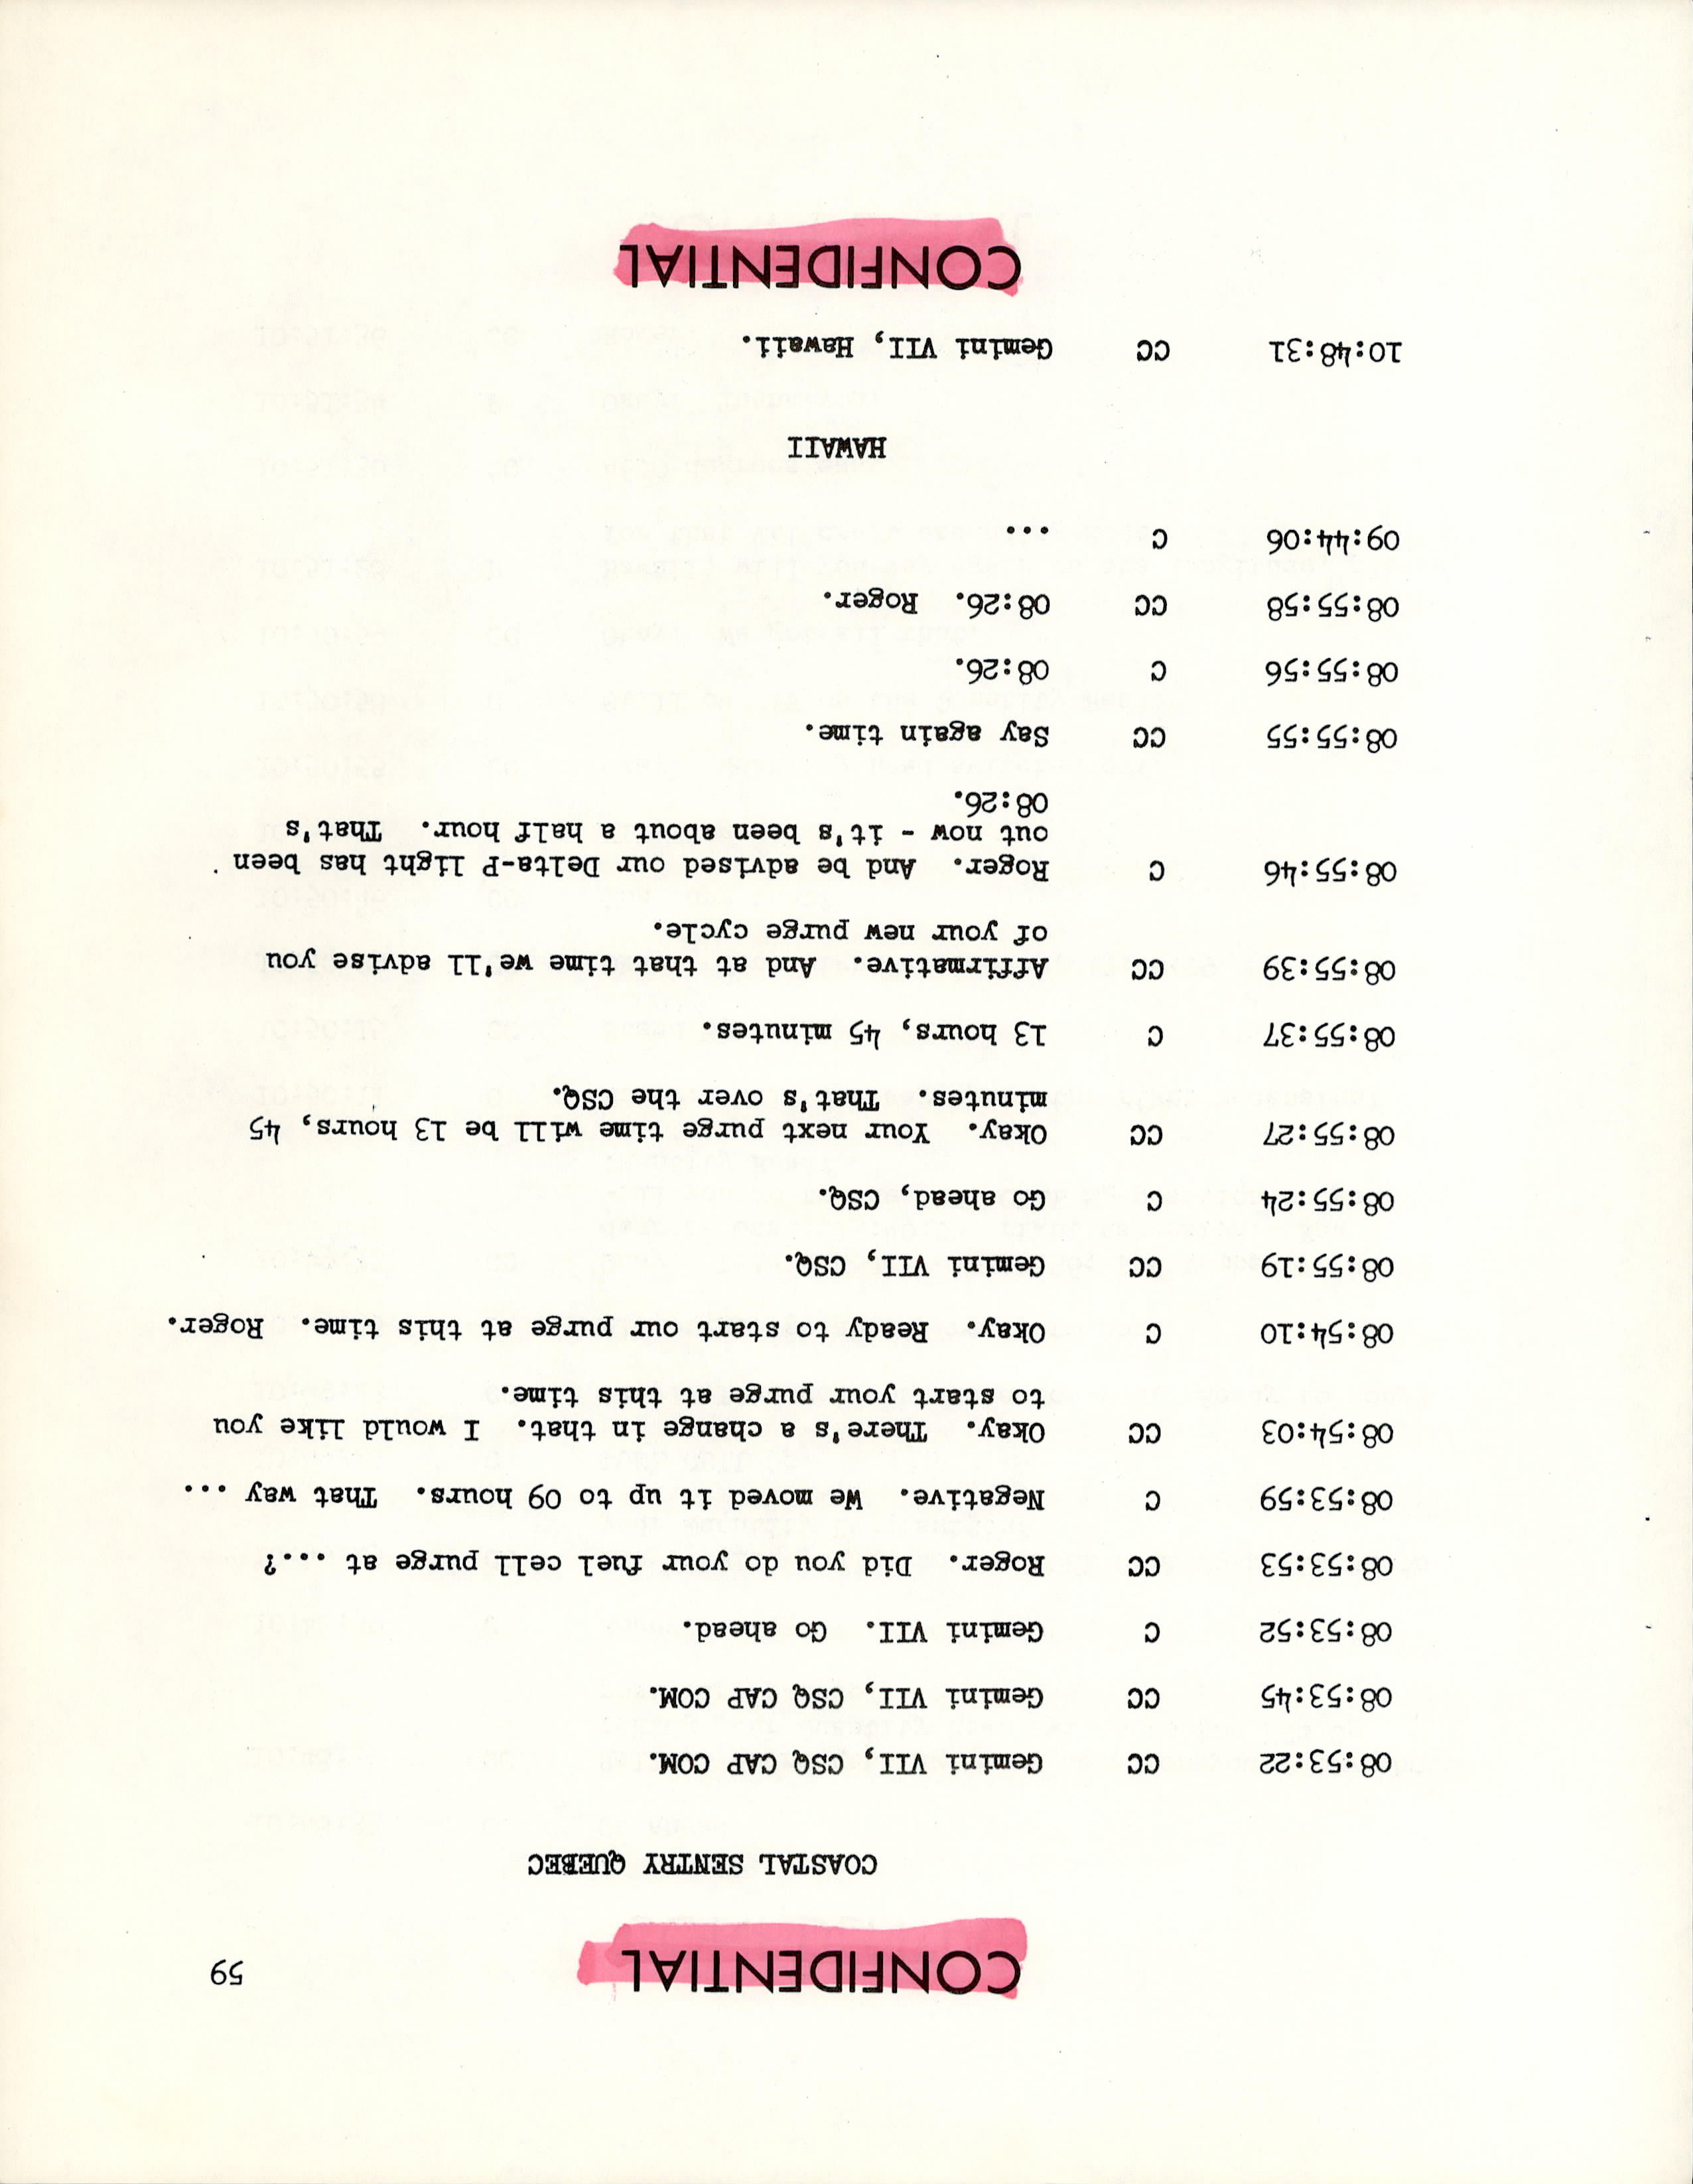 CONFIDENTIAL
59
COASTAL SENTRY QUEBEC
08:53:22 CC Gemini VII, CSQ CAP COM.
08:53:45 CC Gemini VII, CSQ CAP COM.
08:53:52 C Gemini VII. Go ahead.
08:53:53 CC Roger. Did you do your fuel cell purge at ...?
08:53:59 C Negative. We moved it up to 09 hours. That way ...
08:54:03 CC Okay. There's a change in that. I would like you
to start your purge at this time.
08:54:10 C Okay. Ready to start our purge at this time. Roger.
08:55:19 CC Gemini VII, CSQ.
08:55:24 C Go ahead, CSQ.
08:55:27 CC Okay. Your next purge time will be 13 hours, 45
minutes. That's over the CSQ.
08:55:37 C 13 hours, 45 minutes.
08:55:39 CC Affirmative. And at that time we'll advise you
of your new purge cycle.
08:55:46 C Roger. And be advised our Delta-P light has been
out now - it's been about a half hour. That's
08:26.
08:55:55 CC Say again time.
08:55:56 C 08:26.
08:55:58 CC 08:26. Roger.
09:44:06 C ...
HAWAII
10:48:31 CC Gemini VII, Hawaii.
CONFIDENTIAL